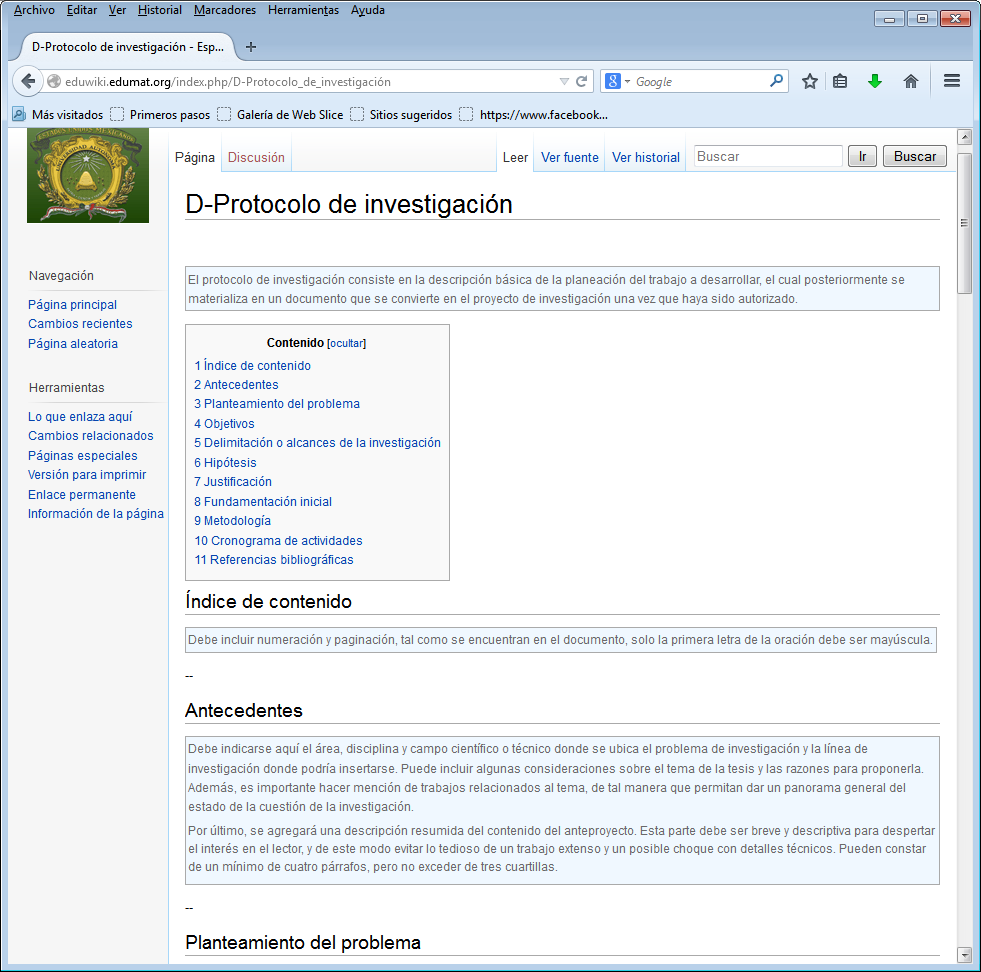 Archivo Editar Ver Historial Marcadores Herramientas Ayuda
D-Protocolo de investigación - Esp...
eduwiki.edumat.org/index.php/D-Protocolo_de_investigación
Google
Más visitados Primeros pasos Galería de Web Slice Sitios sugeridos https://www.facebook...
ESTADOS UNIDOS MEXICANOS
Página Discusión Leer Ver fuente Ver historial Buscar Ir Buscar
D-Protocolo de investigación
El protocolo de investigación consiste en la descripción básica de la planeación del trabajo a desarrollar, el cual posteriormente se
materializa en un documento que se convierte en el proyecto de investigación una vez que haya sido autorizado.
Navegación
Página principal
Cambios recientes
Página aleatoria
Herramientas
Lo que enlaza aquí
Cambios relacionados
Páginas especiales
Versión para imprimir
Enlace permanente
Información de la página
Contenido [ocultar]
1 Índice de contenido
2 Antecedentes
3 Planteamiento del problema
4 Objetivos
5 Delimitación o alcances de la investigación
6 Hipótesis
7 Justificación
8 Fundamentación inicial
9 Metodología
10 Cronograma de actividades
11 Referencias bibliográficas
Índice de contenido
Debe incluir numeración y paginación, tal como se encuentran en el documento, solo la primera letra de la oración debe ser mayúscula.
--
Antecedentes
Debe indicarse aquí el área, disciplina y campo científico o técnico donde se ubica el problema de investigación y la línea de
investigación donde podría insertarse. Puede incluir algunas consideraciones sobre el tema de la tesis y las razones para proponerla.
Además, es importante hacer mención de trabajos relacionados al tema, de tal manera que permitan dar un panorama general del
estado de la cuestión de la investigación.
Por último, se agregará una descripción resumida del contenido del anteproyecto. Esta parte debe ser breve y descriptiva para despertar
el interés en el lector, y de este modo evitar lo tedioso de un trabajo extenso y un posible choque con detalles técnicos. Pueden constar
de un mínimo de cuatro párrafos, pero no exceder de tres cuartillas.
--
Planteamiento del problema